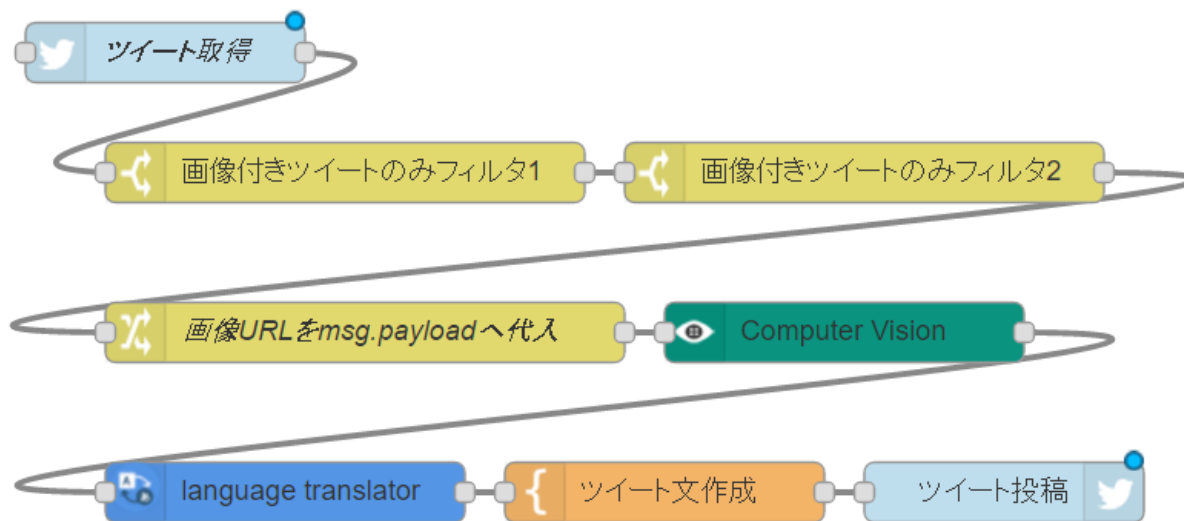 ツイート取得
画像付きツイートのみフィルタ1
画像付きツイートのみフィルタ2
画像URLをmsg.payloadへ代入
Computer Vision
language translator
ツイート文作成
ツイート投稿